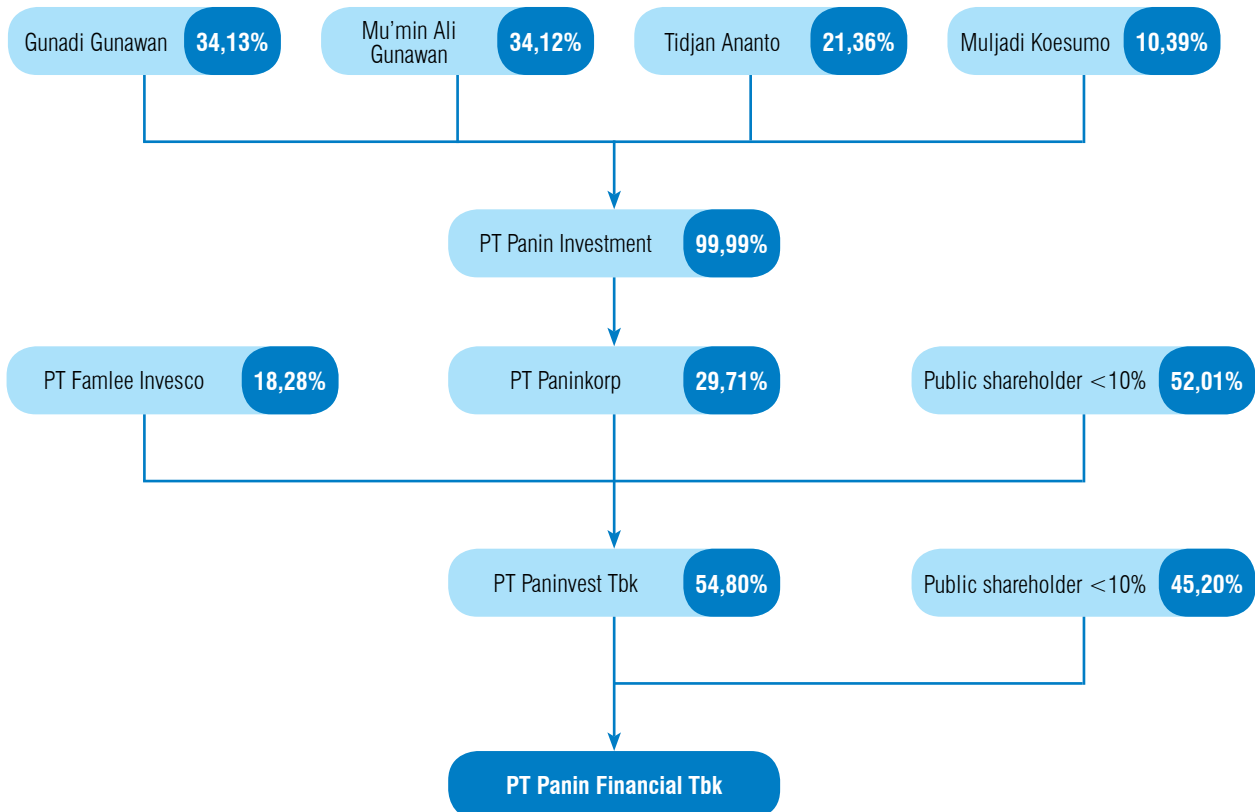 Gunadi Gunawan 34,13%
Mu’min Ali
Gunawan 34,12%
Tidjan Ananto 21,36%
Muljadi Koesumo 10,39%
PT Panin Investment 99,99%
PT Famlee Invesco 18,28%
PT Paninkorp 29,71%
Public shareholder <10% 52,01%
PT Paninvest Tbk 54,80%
Public shareholder <10% 45,20%
PT Panin Financial Tbk